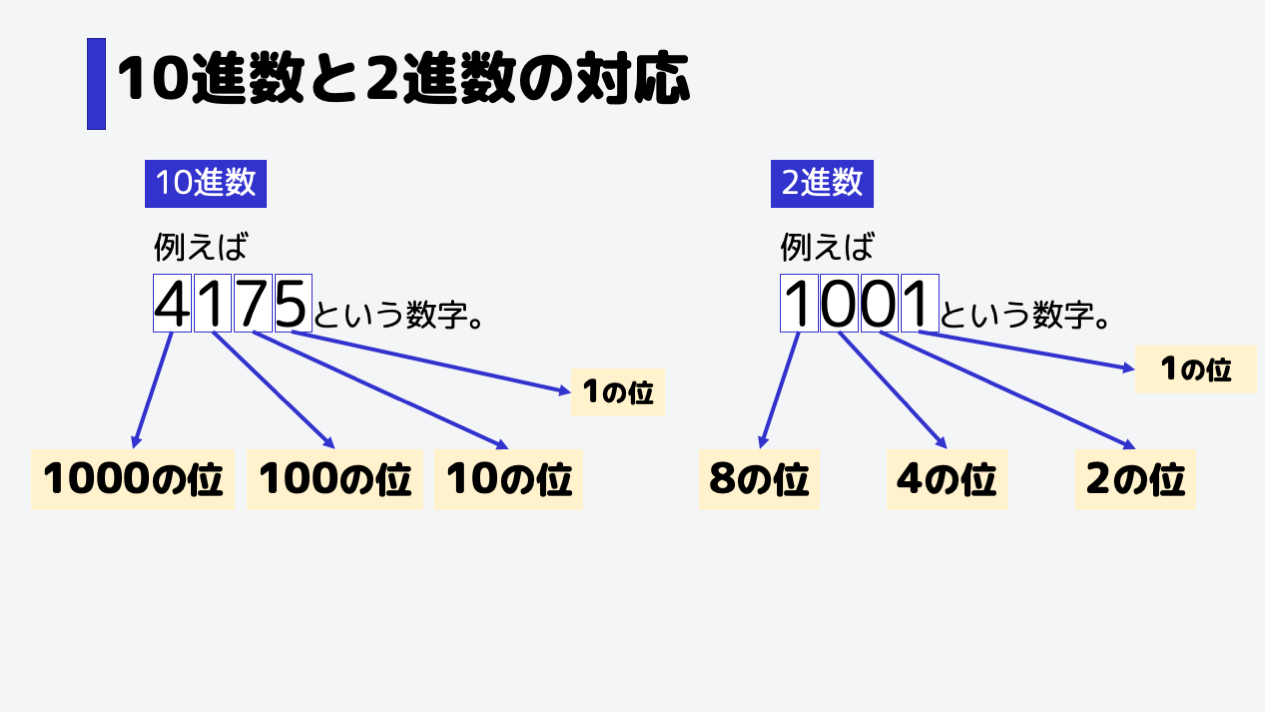 10進数と2進数の対応
10進数
例えば
4175という数字。
1の位
1000の位
100の位
10の位
2進数
例えば
1001という数字。
1の位
8の位
4の位
2の位